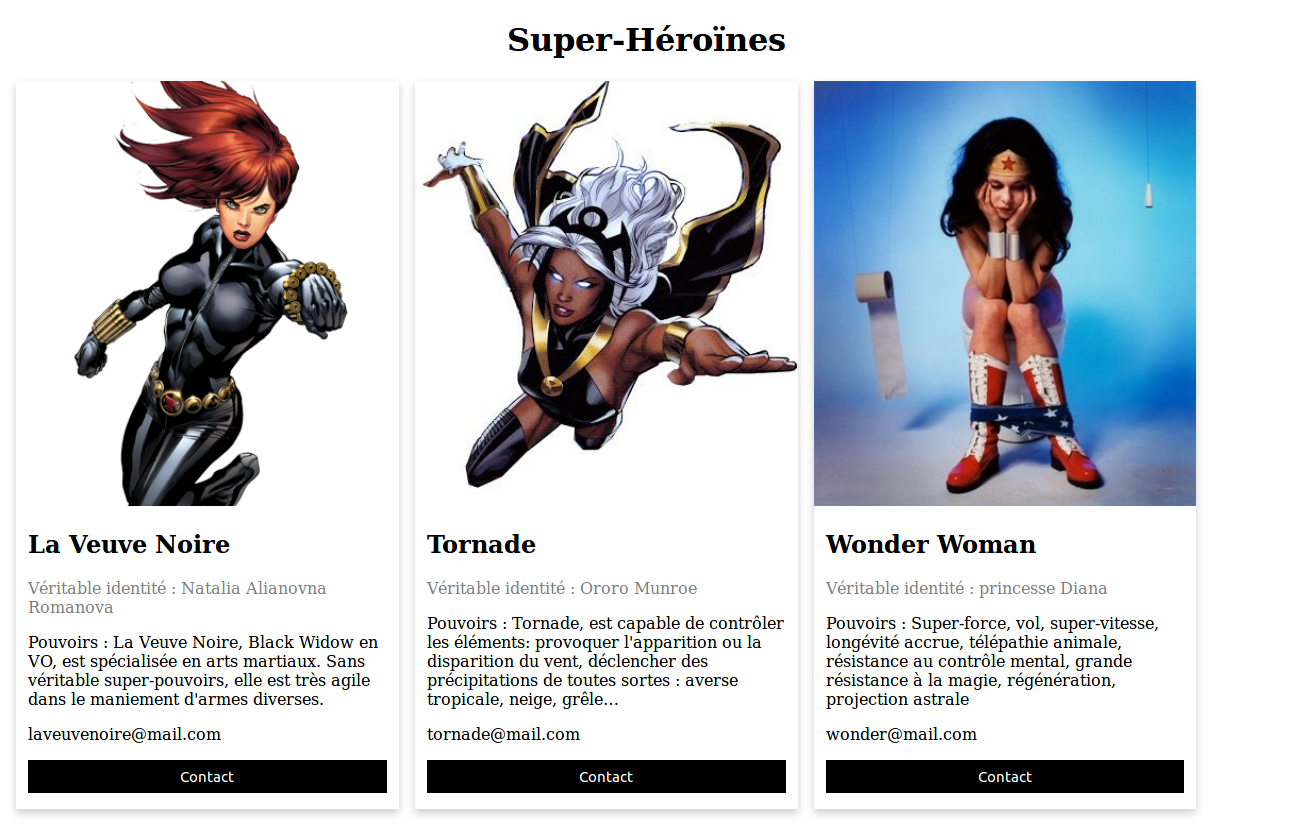 Super-Héroïnes
La Veuve Noire
Véritable identité : Natalia Alianovna
Romanova
Pouvoirs : La Veuve Noire, Black Widow en
VO, est spécialisée en arts martiaux. Sans
véritable super-pouvoirs, elle est très agile
dans le maniement d'armes diverses.
laveuvenoire@mail.com
Contact
Tornade
Véritable identité : Ororo Munroe
Pouvoirs : Tornade, est capable de contrôler
les éléments: provoquer l'apparition ou la
disparition du vent, déclencher des
précipitations de toutes sortes : averse
tropicale, neige, grêle...
tornade@mail.com
Contact
Wonder Woman
Véritable identité : princesse Diana
Pouvoirs : Super-force, vol, super-vitesse,
longévité accrue, télépathie animale,
résistance au contrôle mental, grande
résistance à la magie, régénération,
projection astrale
wonder@mail.com
Contact